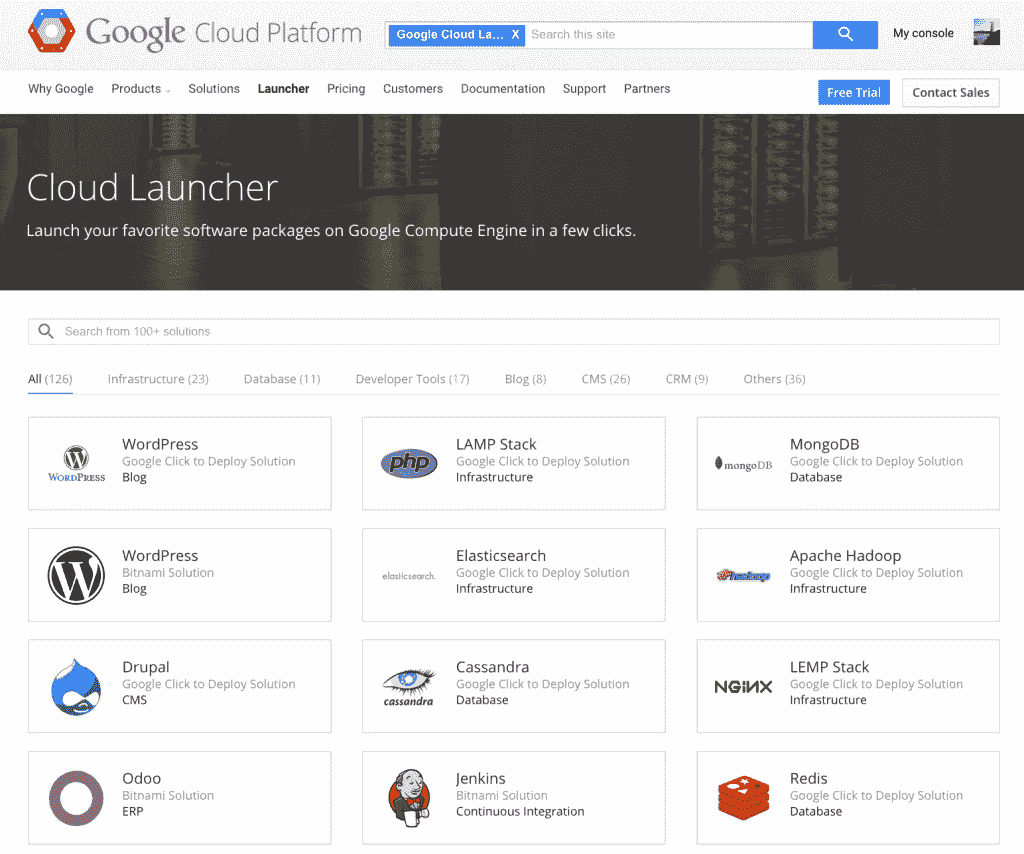 Google Cloud Platform
Google Cloud La... X Search this site
My console
Why Google Products Solutions Launcher Pricing Customers Documentation Support Partners
Free Trial Contact Sales
Cloud Launcher
Launch your favorite software packages on Google Compute Engine in a few clicks.
Search from 100+ solutions
All (126) Infrastructure (23) Database (11) Developer Tools (17) Blog (8) CMS (26) CRM (9) Others (36)
WORDPRESS
WordPress
Google Click to Deploy Solution
Blog
php
LAMP Stack
Google Click to Deploy Solution
Infrastructure
mongoDB
MongoDB
Google Click to Deploy Solution
Database
W
WordPress
Bitnami Solution
Blog
elasticsearch.
Elasticsearch
Google Click to Deploy Solution
Infrastructure
hadoop
Apache Hadoop
Google Click to Deploy Solution
Infrastructure
Drupal
Google Click to Deploy Solution
CMS
cassandra
Cassandra
Google Click to Deploy Solution
Database
NGINX
LEMP Stack
Google Click to Deploy Solution
Infrastructure
Odoo
Bitnami Solution
ERP
Jenkins
Bitnami Solution
Continuous Integration
Redis
Google Click to Deploy Solution
Database